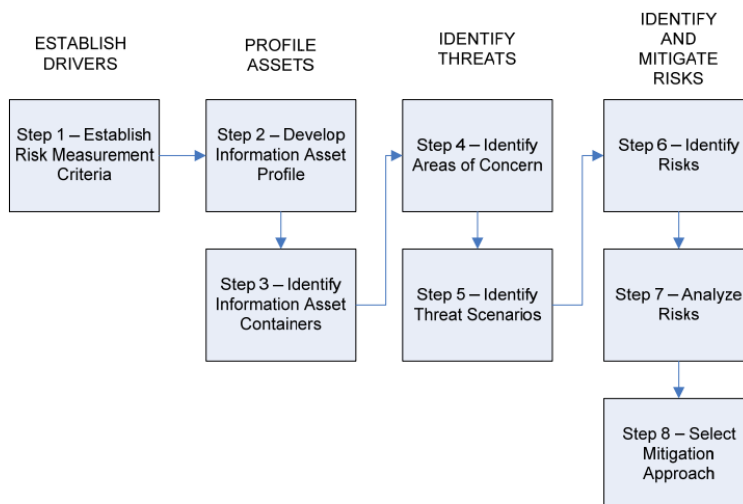 ESTABLISH
DRIVERS
PROFILE
ASSETS
IDENTIFY
THREATS
IDENTIFY
AND
MITIGATE
RISKS
Step 1 – Establish
Risk Measurement
Criteria
Step 2 – Develop
Information Asset
Profile
Step 3 – Identify
Information Asset
Containers
Step 4 – Identify
Areas of Concern
Step 5 – Identify
Threat Scenarios
Step 6 – Identify
Risks
Step 7 – Analyze
Risks
Step 8 – Select
Mitigation
Approach